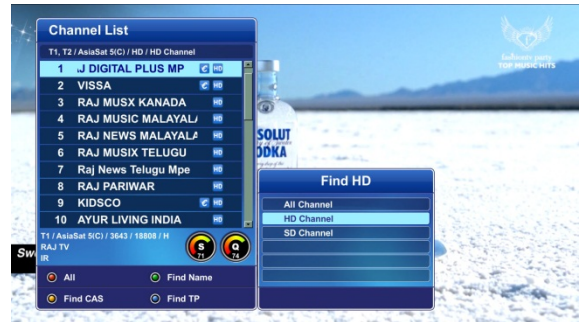 Channel List
T1, T2 / AsiaSat 5(C) / HD / HD Channel
1 .J DIGITAL PLUS MP € HD
2 VISSA € HD
3 RAJ MUSX KANADA HD
4 RAJ MUSIC MALAYAL HD
5 RAJ NEWS MALAYALA HD
6 RAJ MUSIX TELUGU HD
7 Raj News Telugu Mpe HD
8 RAJ PARIWAR HD
9 KIDSCO € HD
10 AYUR LIVING INDIA HD
T1 / AsiaSat 5(C) / 3643 / 18808 / H
RAJ TV
IR
S 71
Q 74
All
Find Name
Find CAS
Find TP
Find HD
All Channel
HD Channel
SD Channel
SOLUT
ODKA
TOP MUSIC HITS
Sw